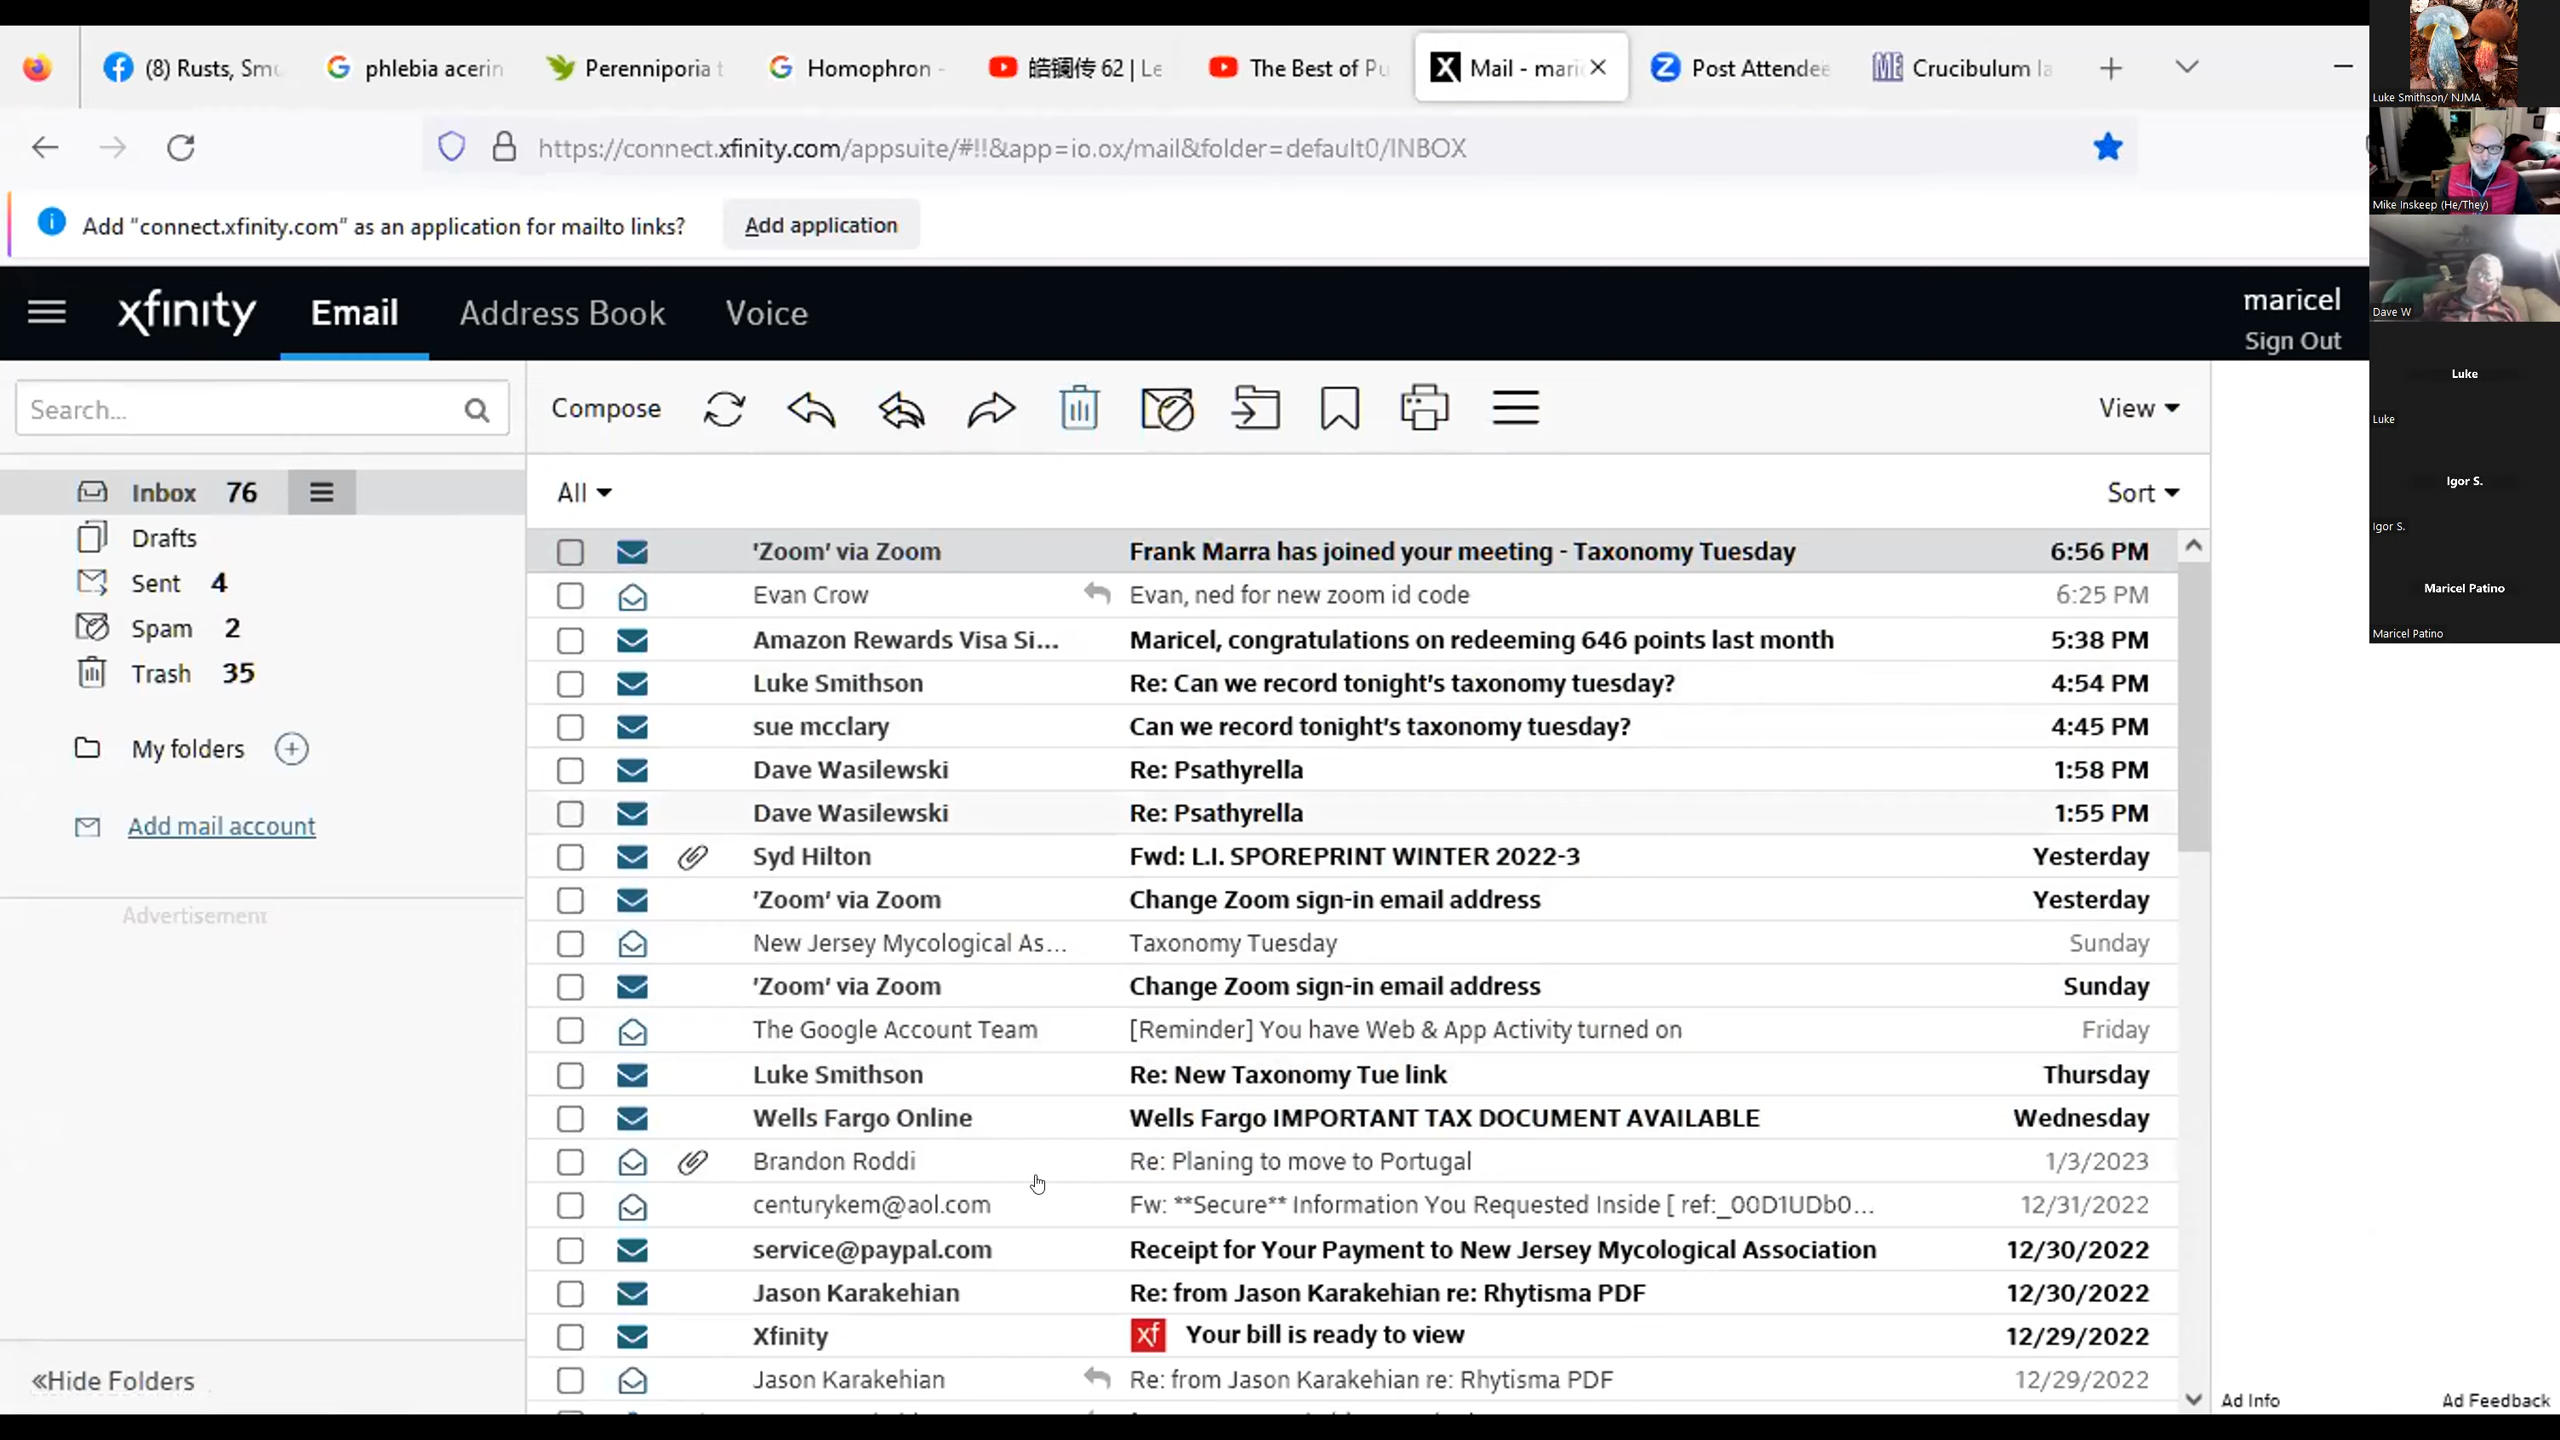 (8) Rusts, Smu
phlebia acerin
Perenniporia t
Homophron -
皓镧传 62 | Le
The Best of Pu
X Mail - mari
Z Post Attendee
ME Crucibulum la
Luke Smithson/ NJMA
https://connect.xfinity.com/appsuite/#!!&app=io.ox/mail&folder=default0/INBOX
Mike Inskeep (He/They)
Add "connect.xfinity.com" as an application for mailto links?
Add application
xfinity Email Address Book Voice
maricel
Sign Out
Dave W
Luke
Luke
Igor S.
Igor S.
Maricel Patino
Maricel Patino
Search...
Compose
View
Inbox 76
Drafts
Sent 4
Spam 2
Trash 35
My folders
Add mail account
Advertisement
«Hide Folders
All
Sort
'Zoom' via Zoom Frank Marra has joined your meeting - Taxonomy Tuesday 6:56 PM
Evan Crow Evan, ned for new zoom id code 6:25 PM
Amazon Rewards Visa Si... Maricel, congratulations on redeeming 646 points last month 5:38 PM
Luke Smithson Re: Can we record tonight's taxonomy tuesday? 4:54 PM
sue mcclary Can we record tonight's taxonomy tuesday? 4:45 PM
Dave Wasilewski Re: Psathyrella 1:58 PM
Dave Wasilewski Re: Psathyrella 1:55 PM
Syd Hilton Fwd: L.I. SPOREPRINT WINTER 2022-3 Yesterday
'Zoom' via Zoom Change Zoom sign-in email address Yesterday
New Jersey Mycological As... Taxonomy Tuesday Sunday
'Zoom' via Zoom Change Zoom sign-in email address Sunday
The Google Account Team [Reminder] You have Web & App Activity turned on Friday
Luke Smithson Re: New Taxonomy Tue link Thursday
Wells Fargo Online Wells Fargo IMPORTANT TAX DOCUMENT AVAILABLE Wednesday
Brandon Roddi Re: Planing to move to Portugal 1/3/2023
centurykem@aol.com Fw: **Secure** Information You Requested Inside [ ref:_00D1UDb0... 12/31/2022
service@paypal.com Receipt for Your Payment to New Jersey Mycological Association 12/30/2022
Jason Karakehian Re: from Jason Karakehian re: Rhytisma PDF 12/30/2022
Xfinity xf Your bill is ready to view 12/29/2022
Jason Karakehian Re: from Jason Karakehian re: Rhytisma PDF 12/29/2022
Ad Info
Ad Feedback